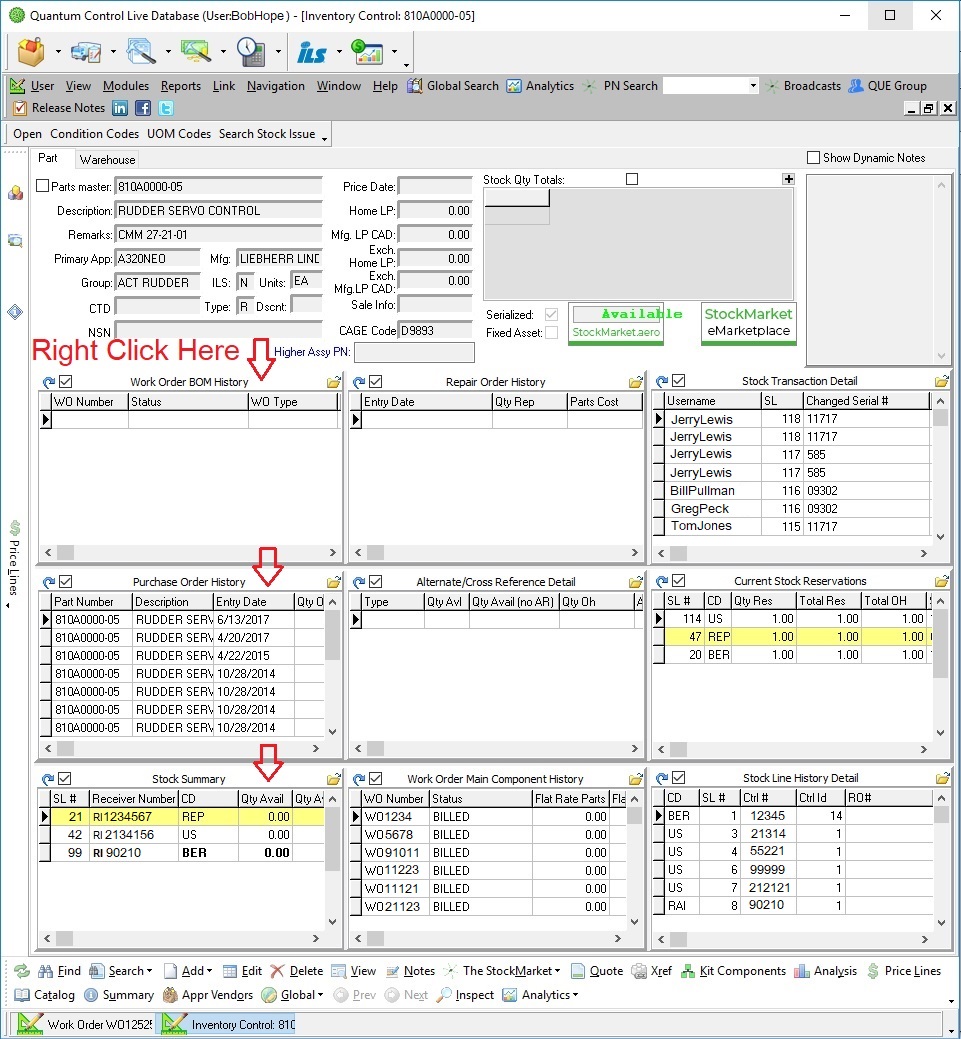 Quantum Control Live Database (User:BobHope) - [Inventory Control: 810A0000-05]
ILS
User View Modules Reports Link Navigation Window Help Global Search Analytics PN Search Broadcasts QUE Group
Release Notes
Open Condition Codes UOM Codes Search Stock Issue
Part Warehouse Show Dynamic Notes
Parts master: 810A0000-05 Price Date: Stock Qty Totals:
Description: RUDDER SERVO CONTROL Home LP: 0.00
Remarks: CMM 27-21-01 Mfg. LP CAD: 0.00
Primary App: A320NEO Mfg: LIEBHERR LIND Exch. Home LP: 0.00
Group: ACT RUDDER ILS: N Units: EA Exch. Mfg.LP CAD: 0.00
CTD Type: R Dscnt: Sale Info:
NSN CAGE Code D9893
Serialized: Available StockMarket
Fixed Asset: StockMarket.aero eMarketplace
Right Click Here Higher Assy PN:
Work Order BOM History
WO Number Status WO Type
Repair Order History
Entry Date Qty Rep Parts Cost
Stock Transaction Detail
Username SL Changed Serial #
JerryLewis 118 11717
JerryLewis 118 11717
JerryLewis 117 585
JerryLewis 117 585
BillPullman 116 09302
GregPeck 116 09302
TomJones 115 11717
Price Lines
Purchase Order History
Part Number Description Entry Date Qty O
810A0000-05 RUDDER SERV 6/13/2017
810A0000-05 RUDDER SERV 4/20/2017
810A0000-05 RUDDER SERV 4/22/2015
810A0000-05 RUDDER SERV 10/28/2014
810A0000-05 RUDDER SERV 10/28/2014
810A0000-05 RUDDER SERV 10/28/2014
810A0000-05 RUDDER SERV 10/28/2014
Alternate/Cross Reference Detail
Type Qty Avl Qty Avail (no AR) Qty Oh A
Current Stock Reservations
SL # CD Qty Res Total Res Total OH
114 US 1.00 1.00 1.00
47 REP 1.00 1.00 1.00
20 BER 1.00 1.00 1.00
Stock Summary
SL # Receiver Number CD Qty Avail Qty Av
21 RI1234567 REP 0.00
42 RI 2134156 US 0.00
99 RI 90210 BER 0.00
Work Order Main Component History
WO Number Status Flat Rate Parts Fla
WO1234 BILLED 0.00
WO5678 BILLED 0.00
WO91011 BILLED 0.00
WO11223 BILLED 0.00
WO11121 BILLED 0.00
WO21123 BILLED 0.00
Stock Line History Detail
CD SL # Ctrl # Ctrl Id RO#
BER 1 12345 14
US 3 21314 1
US 4 55221 1
US 6 99999 1
US 7 212121 1
RAI 8 90210 1
Find Search Add Edit Delete View Notes The StockMarket Quote Xref Kit Components Analysis Price Lines
Catalog Summary Appr Vendors Global Prev Next Inspect Analytics
Work Order WO1252 Inventory Control: 810